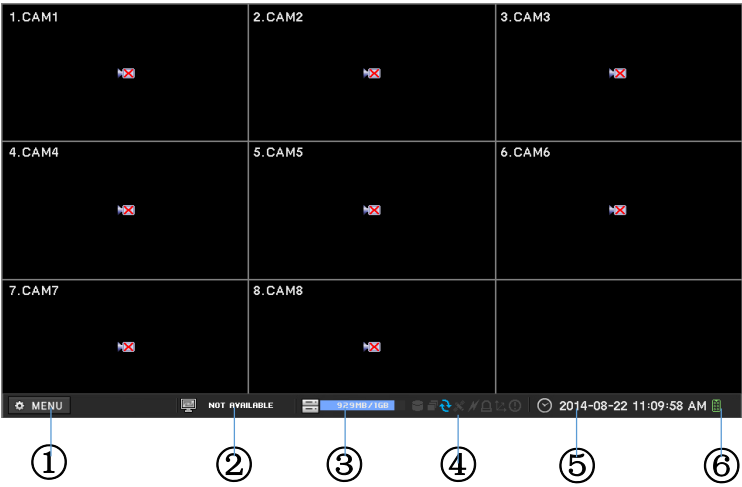 1.CAM1 2.CAM2 3.CAM3
4.CAM4 5.CAM5 6.CAM6
7.CAM7 8.CAM8
MENU NOT AVAILABLE 929MB/1GB 2014-08-22 11:09:58 AM
① ② ③ ④ ⑤ ⑥